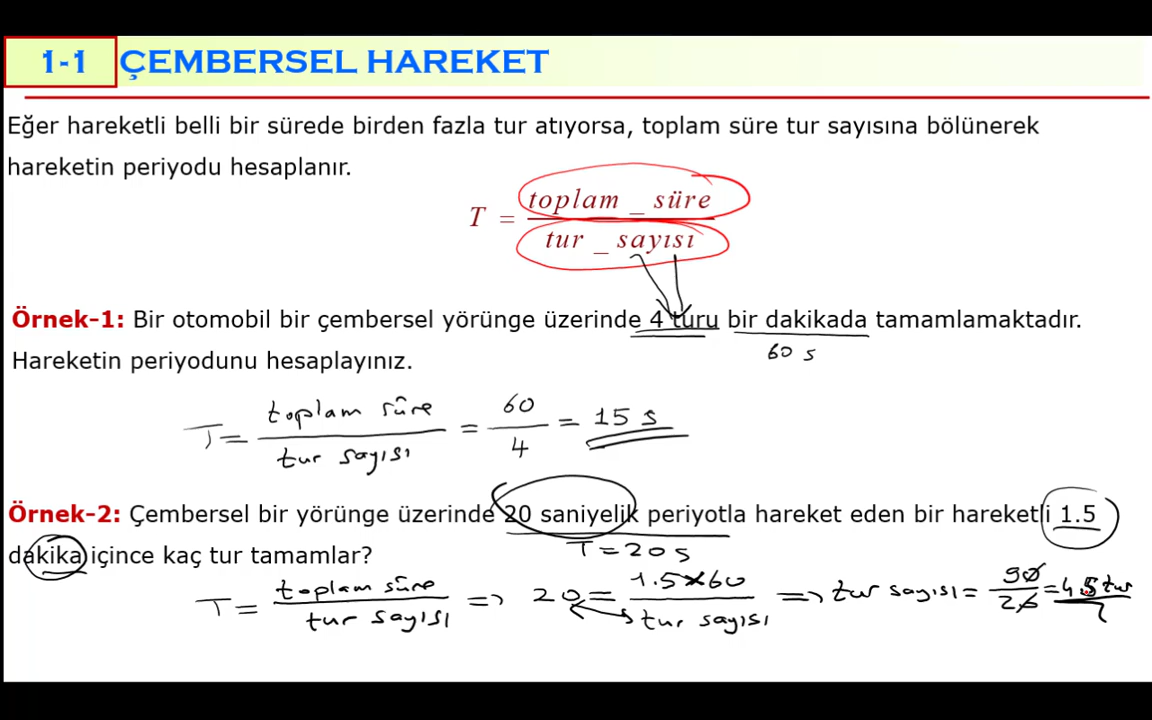 1-1 ÇEMBERSEL HAREKET
Eğer hareketli belli bir sürede birden fazla tur atıyorsa, toplam süre tur sayısına bölünerek
hareketin periyodu hesaplanır.
T = toplam _ süre / tur _ sayısı
Örnek-1: Bir otomobil bir çembersel yörünge üzerinde 4 turu bir dakikada tamamlamaktadır.
60 s
Hareketin periyodunu hesaplayınız.
T = toplam süre / tur sayısı = 60 / 4 = 15 s
Örnek-2: Çembersel bir yörünge üzerinde 20 saniyelik periyotla hareket eden bir hareketli 1.5
dakika içince kaç tur tamamlar?
T = 20 s
T = toplam süre / tur sayısı => 20 = 1.5 x 60 / tur sayısı => tur sayısı = 90 / 20 = 4.5 tur